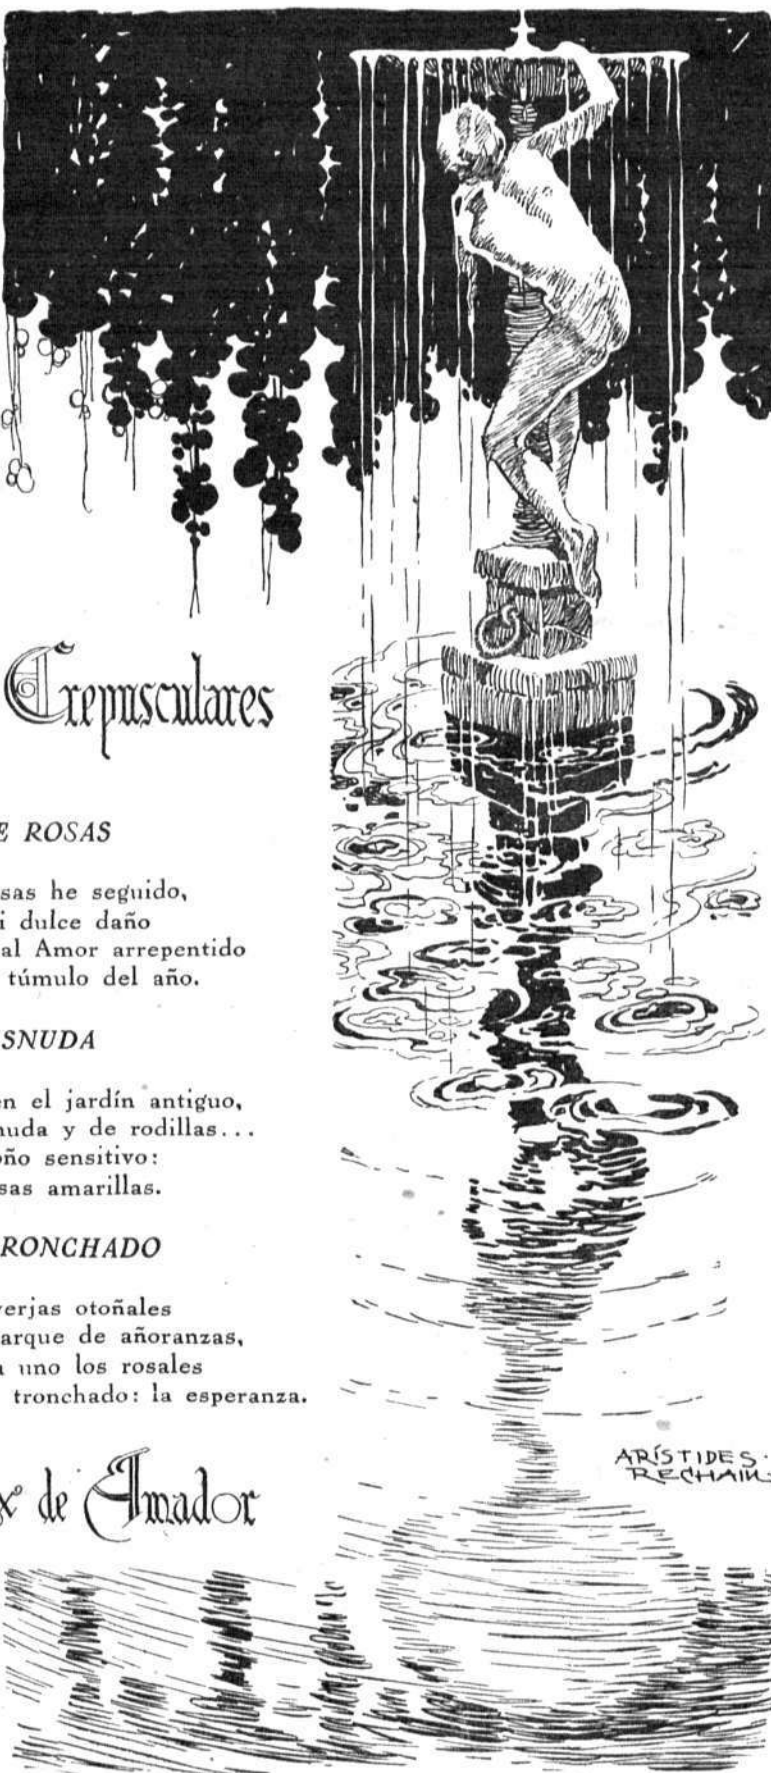 Crepusculares
E ROSAS
sas he seguido,
i dulce daño
al Amor arrepentido
túmulo del año.
SNUDA
en el jardín antiguo,
nuda y de rodillas...
oño sensitivo:
sas amarillas.
RONCHADO
verjas otoñales
arque de añoranzas,
a uno los rosales
tronchado: la esperanza.
x de Amador
ARÍSTIDES·
RECHAIN·